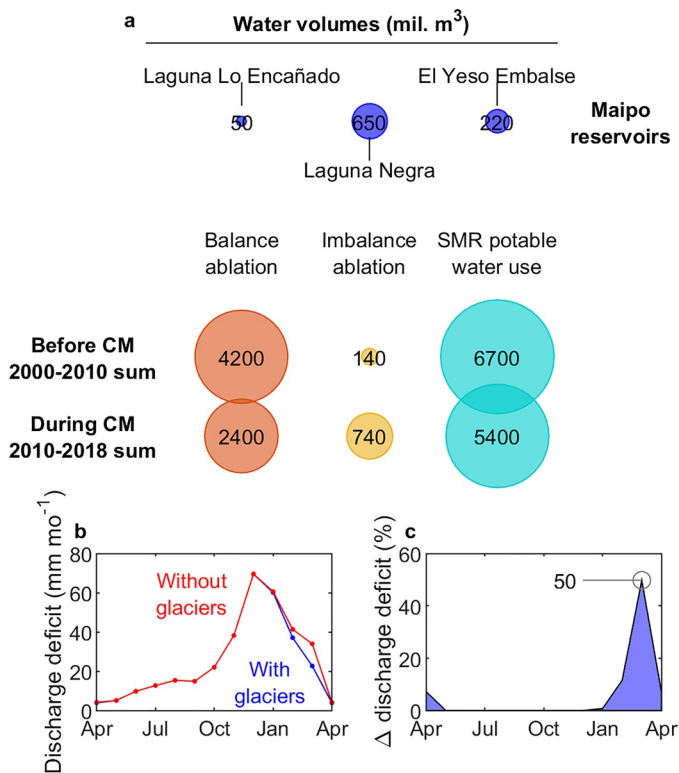 a
Water volumes (mil. m³)
Laguna Lo Encañado
El Yeso Embalse
50
650
220
Maipo
reservoirs
Laguna Negra
Balance
ablation
Imbalance
ablation
SMR potable
water use
Before CM
2000-2010 sum
4200
140
6700
During CM
2010-2018 sum
2400
740
5400
b
Discharge deficit (mm mo⁻¹)
80
60
40
20
0
Without
glaciers
With
glaciers
Apr Jul Oct Jan Apr
c
Δ discharge deficit (%)
60
40
20
0
50
Apr Jul Oct Jan Apr